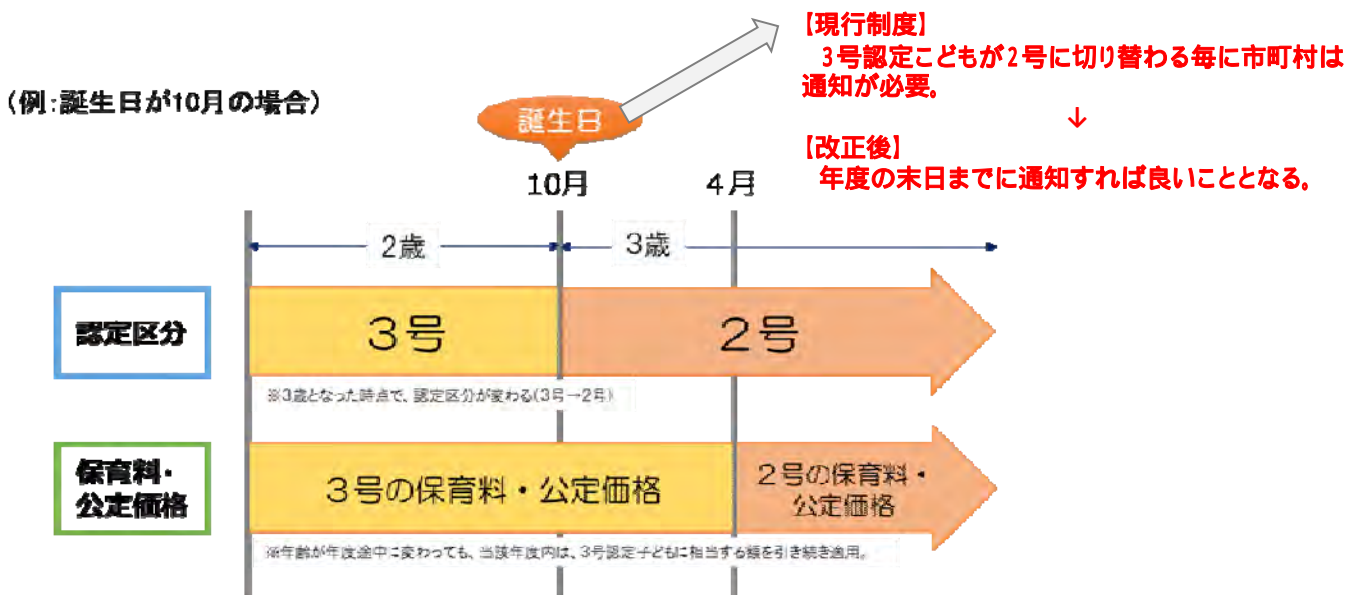 【現行制度】
3号認定こどもが2号に切り替わる毎に市町村は
通知が必要。
↓
【改正後】
年度の末日までに通知すれば良いこととなる。
(例:誕生日が10月の場合)
誕生日
10月
4月
2歳
3歳
認定区分
3号
2号
※3歳となった時点で、認定区分が変わる(3号→2号)
保育料・
公定価格
3号の保育料・公定価格
2号の保育料・
公定価格
※年齢が年度途中に変わっても、当該年度内は、3号認定子どもに相当する額を引き続き適用。